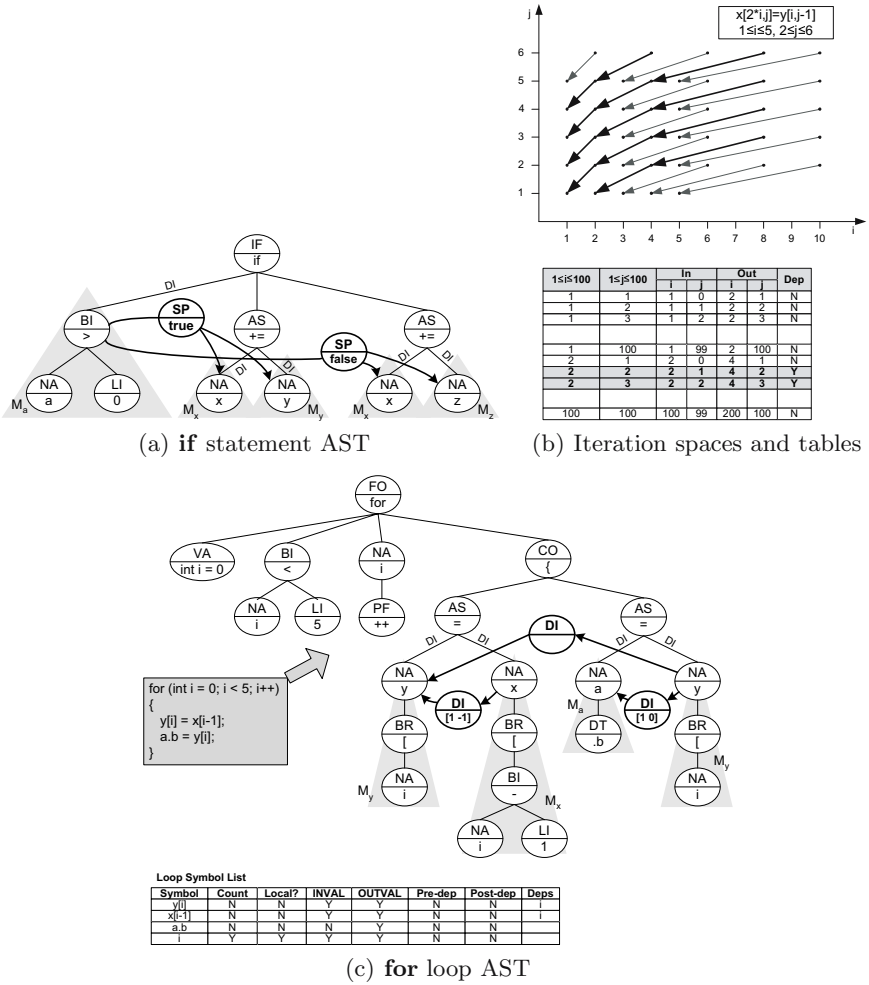 j
x[2*i,j]=y[i,j-1]
1≤i≤5, 2≤j≤6
6
5
4
3
2
1
1 2 3 4 5 6 7 8 9 10
i
IF
if
DI
SP
true
BI
>
AS
+=
AS
+=
SP
false
DI DI DI DI
NA
a
LI
0
NA
x
NA
y
NA
x
NA
z
Ma
Mx
My
Mx
Mz
1≤i≤100 1≤j≤100 In Out Dep
i j i j
1 1 1 0 2 1 N
1 2 1 1 2 2 N
1 3 1 2 2 3 N
1 100 1 99 2 100 N
2 1 2 0 4 1 N
2 2 2 1 4 2 Y
2 3 2 2 4 3 Y
100 100 100 99 200 100 N
(a) if statement AST
(b) Iteration spaces and tables
FO
for
VA
int i = 0
BI
<
NA
i
CO
{
NA
i
LI
5
PF
++
AS
=
DI
AS
=
DI DI DI DI
NA
y
NA
x
NA
a
NA
y
DI
[1 -1]
DI
[1 0]
Ma
BR
[
BR
[
DT
.b
BR
[
My
NA
i
My
BI
-
Mx
NA
i
NA
i
LI
1
for (int i = 0; i < 5; i++)
{
y[i] = x[i-1];
a.b = y[i];
}
Loop Symbol List
Symbol Count Local? INVAL OUTVAL Pre-dep Post-dep Deps
y[i] N N Y Y N N i
x[i-1] N N Y Y N N i
a.b N N N Y N N
i Y Y Y Y N N
(c) for loop AST